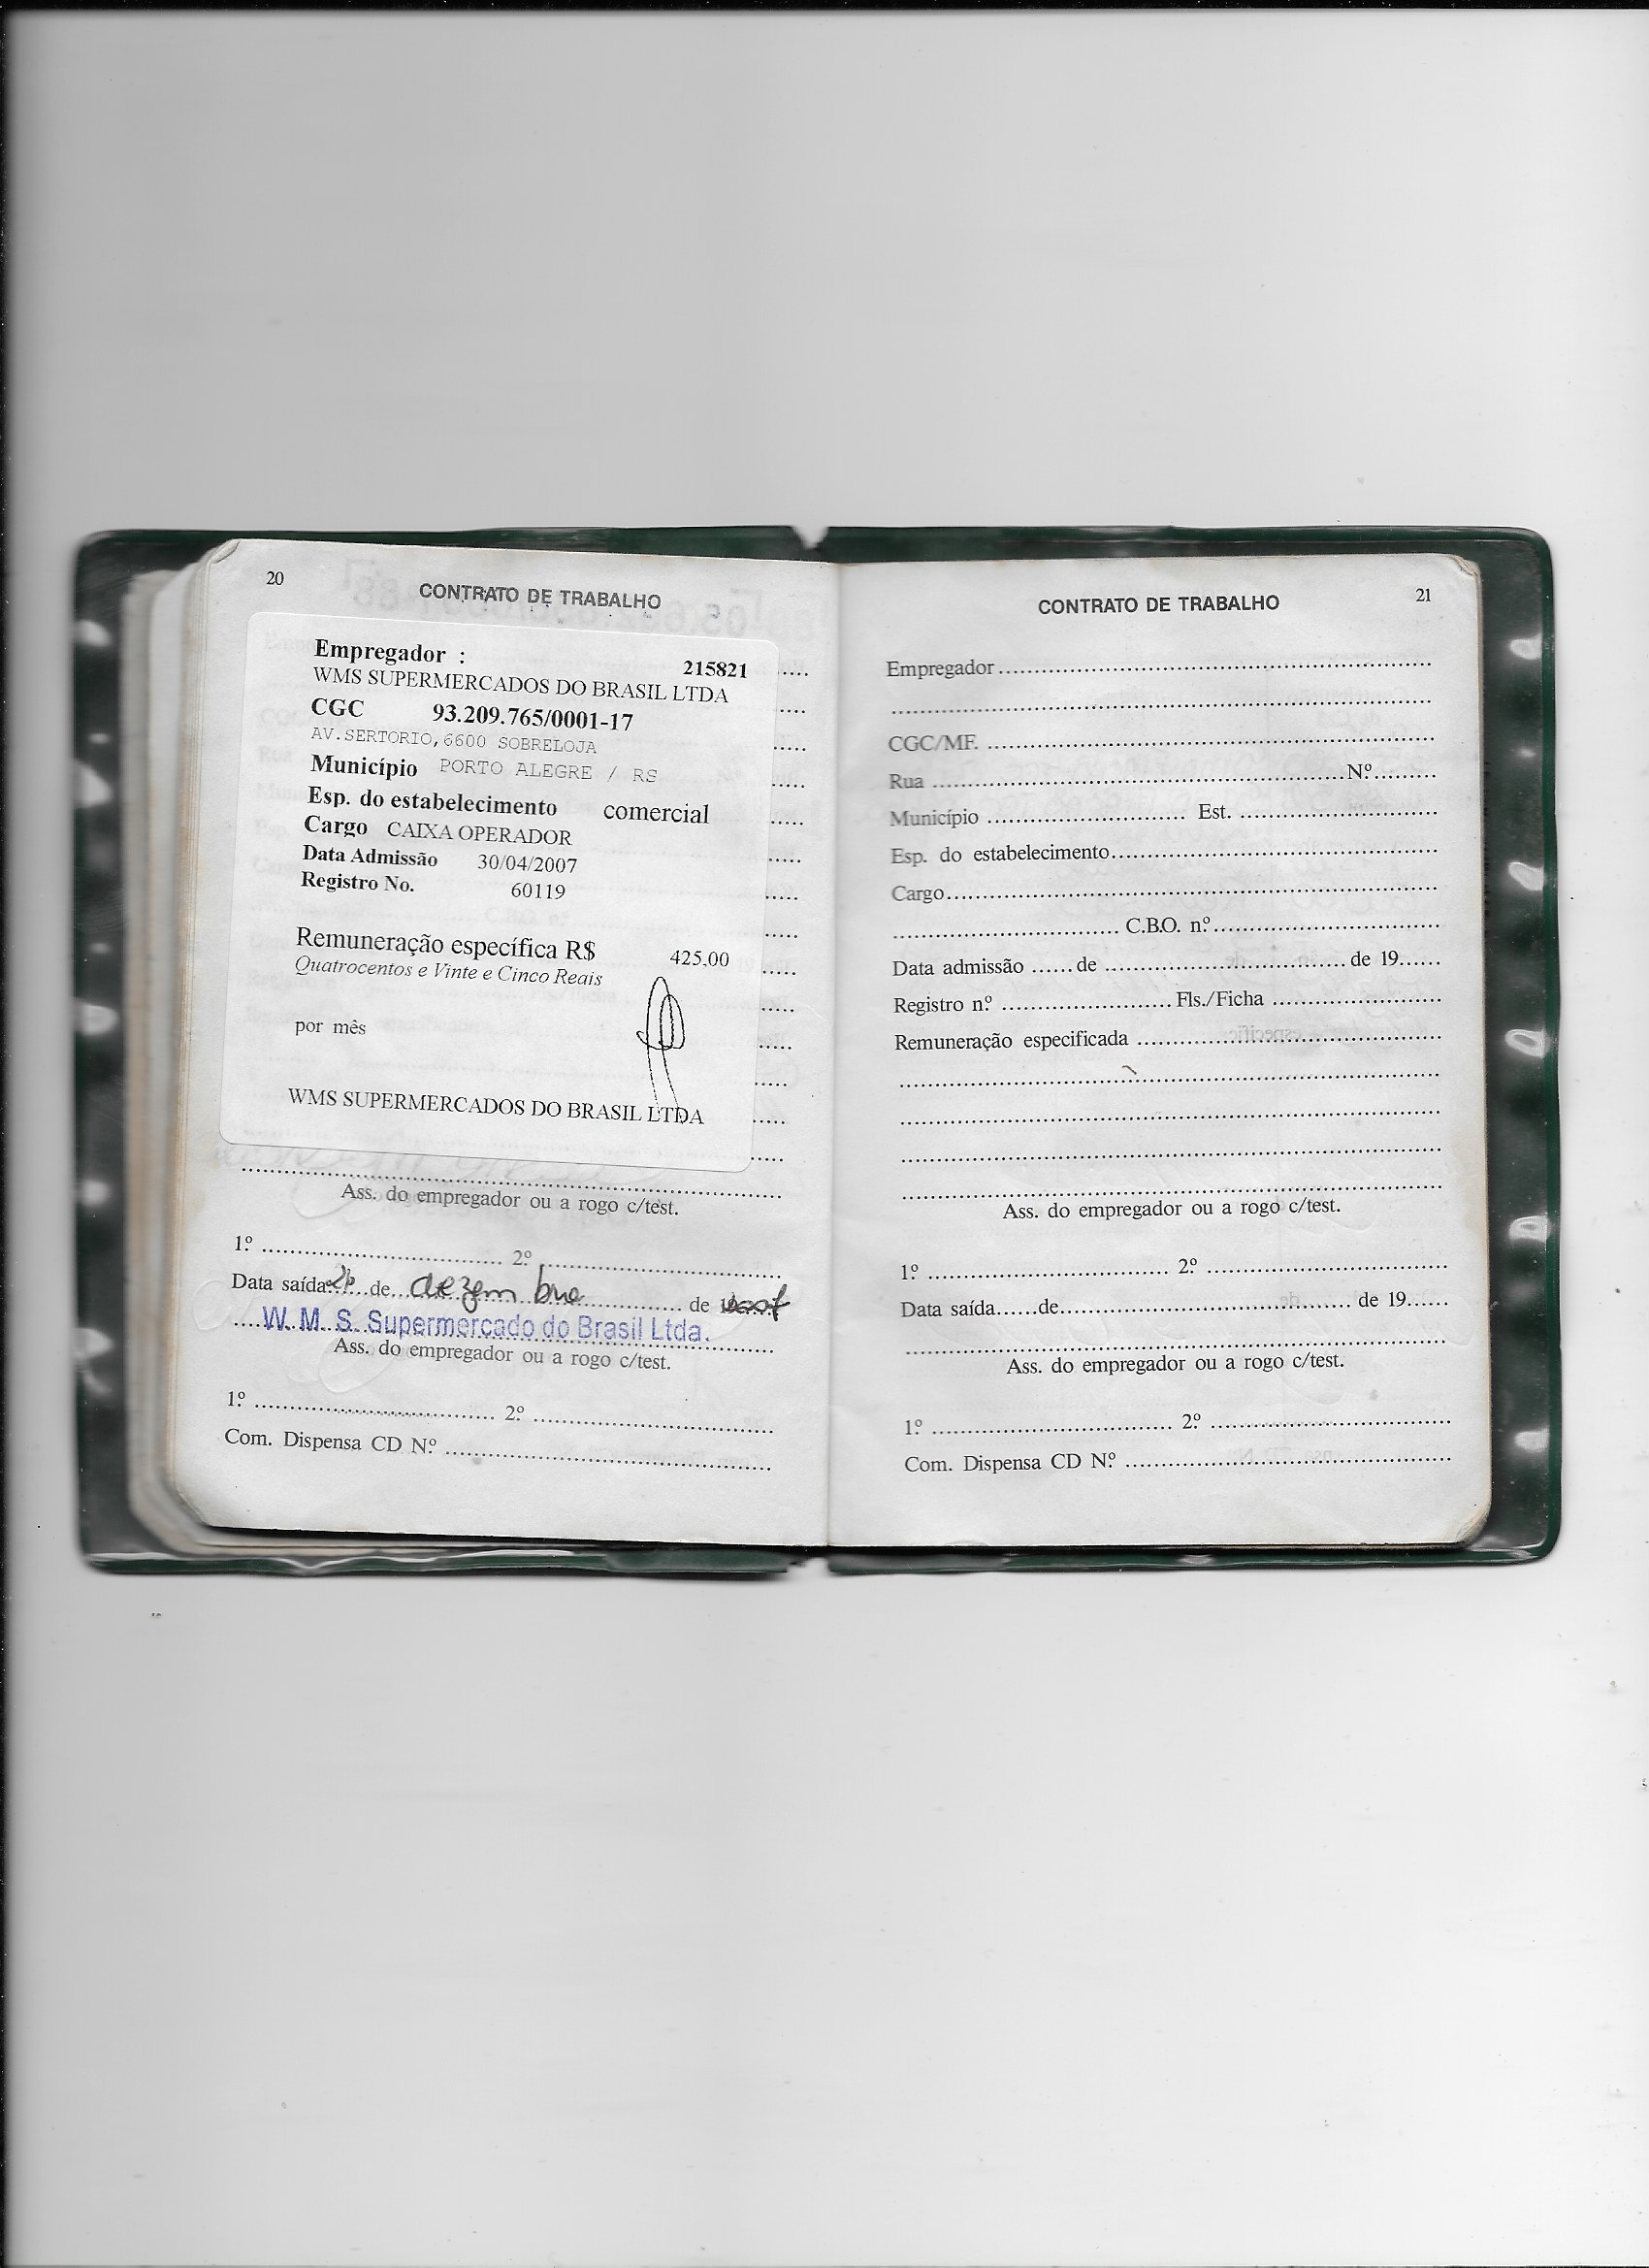 20
CONTRATO DE TRABALHO
Empregador : 215821
WMS SUPERMERCADOS DO BRASIL LTDA
CGC 93.209.765/0001-17
AV.SERTORIO,6600 SOBRELOJA
Município PORTO ALEGRE / RS
Esp. do estabelecimento comercial
Cargo CAIXA OPERADOR
Data Admissão 30/04/2007
Registro No. 60119
Remuneração específica R$ 425,00
Quatrocentos e Vinte e Cinco Reais
por mês
WMS SUPERMERCADOS DO BRASIL LTDA
Ass. do empregador ou a rogo c/test.
1º ................................ 2º ................................
Data saída ...... de dezembro de
W. M. S. Supermercado do Brasil Ltda.
Ass. do empregador ou a rogo c/test.
1º ................................ 2º ................................
Com. Dispensa CD Nº ................................
21
CONTRATO DE TRABALHO
Empregador ................................
CGC/MF. ................................
Rua ................................ Nº .........
Município ................................ Est. ................................
Esp. do estabelecimento ................................
Cargo ................................
................................ C.B.O. nº ................................
Data admissão ...... de ................................ de 19......
Registro nº ........................ Fls./Ficha ........................
Remuneração especificada ................................
Ass. do empregador ou a rogo c/test.
1º ................................ 2º ................................
Data saída ...... de ................................ de 19......
Ass. do empregador ou a rogo c/test.
1º ................................ 2º ................................
Com. Dispensa CD Nº ................................